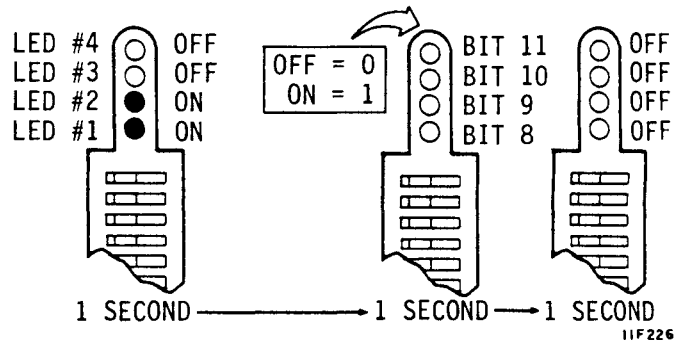 LED #4 OFF
LED #3 OFF
LED #2 ON
LED #1 ON
OFF = 0
ON = 1
BIT 11
BIT 10
BIT 9
BIT 8
OFF
OFF
OFF
OFF
1 SECOND 1 SECOND 1 SECOND
11F226